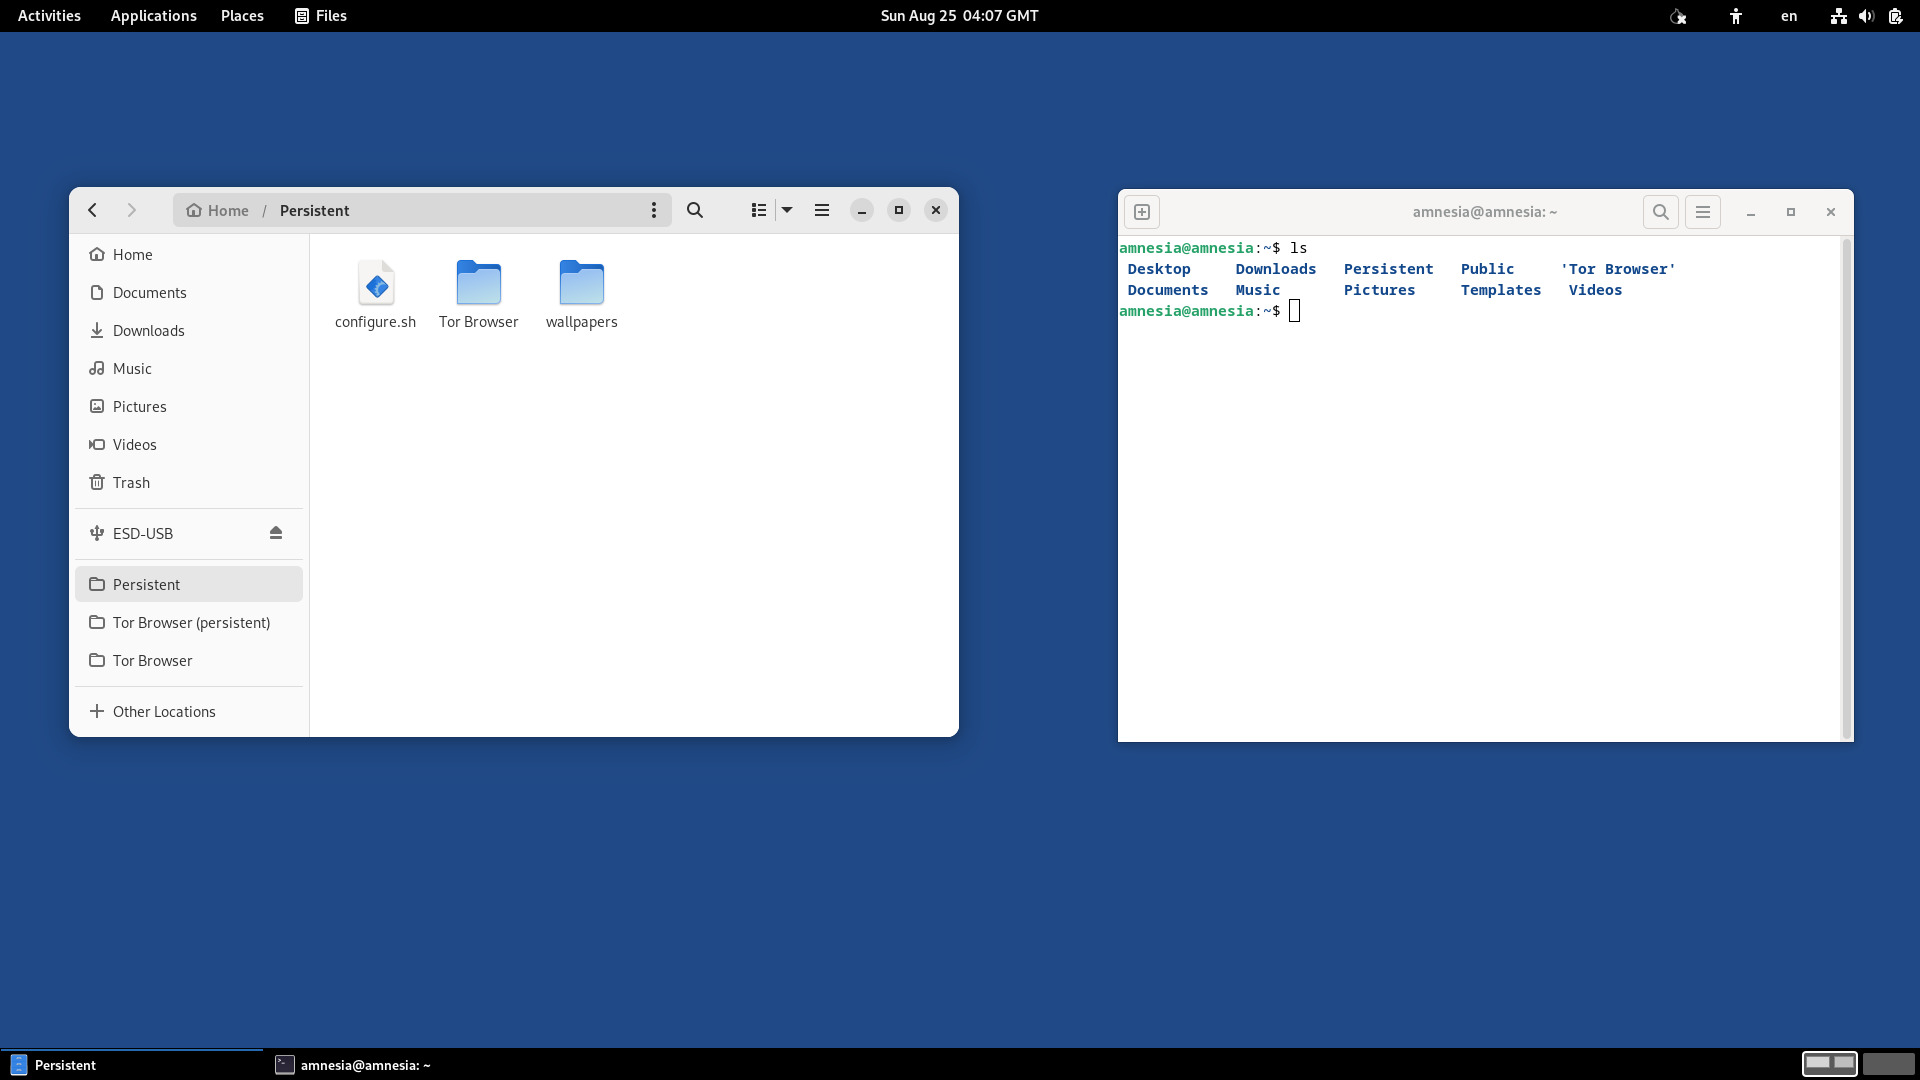 Activities Applications Places Files Sun Aug 25 04:07 GMT en
Home / Persistent
Home
Documents
Downloads
Music
Pictures
Videos
Trash
ESD-USB
Persistent
Tor Browser (persistent)
Tor Browser
Other Locations
configure.sh Tor Browser wallpapers
amnesia@amnesia: ~
amnesia@amnesia:~$ ls
Desktop Downloads Persistent Public 'Tor Browser'
Documents Music Pictures Templates Videos
amnesia@amnesia:~$
Persistent amnesia@amnesia: ~